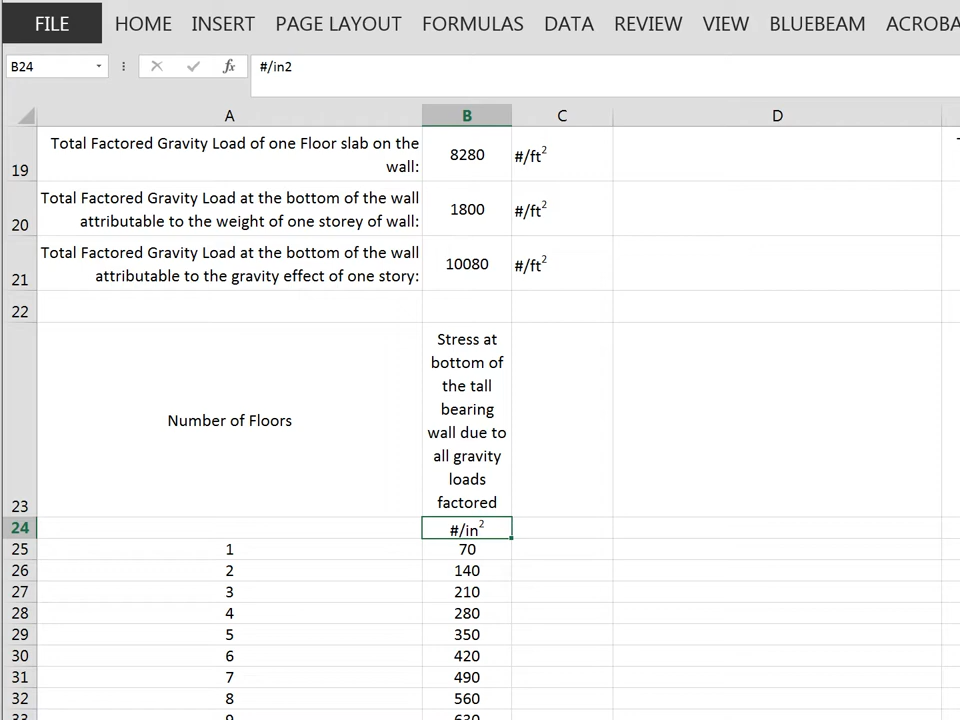 FILE HOME INSERT PAGE LAYOUT FORMULAS DATA REVIEW VIEW BLUEBEAM ACROBA
B24 fx #/in2
A B C D
Total Factored Gravity Load of one Floor slab on the
wall:
19 8280 #/ft²
Total Factored Gravity Load at the bottom of the wall
attributable to the weight of one storey of wall:
20 1800 #/ft²
Total Factored Gravity Load at the bottom of the wall
attributable to the gravity effect of one story:
21 10080 #/ft²
22
Stress at
bottom of
the tall
bearing
Number of Floors
wall due to
all gravity
loads
factored
23
24 #/in²
25 1 70
26 2 140
27 3 210
28 4 280
29 5 350
30 6 420
31 7 490
32 8 560
33 9 630